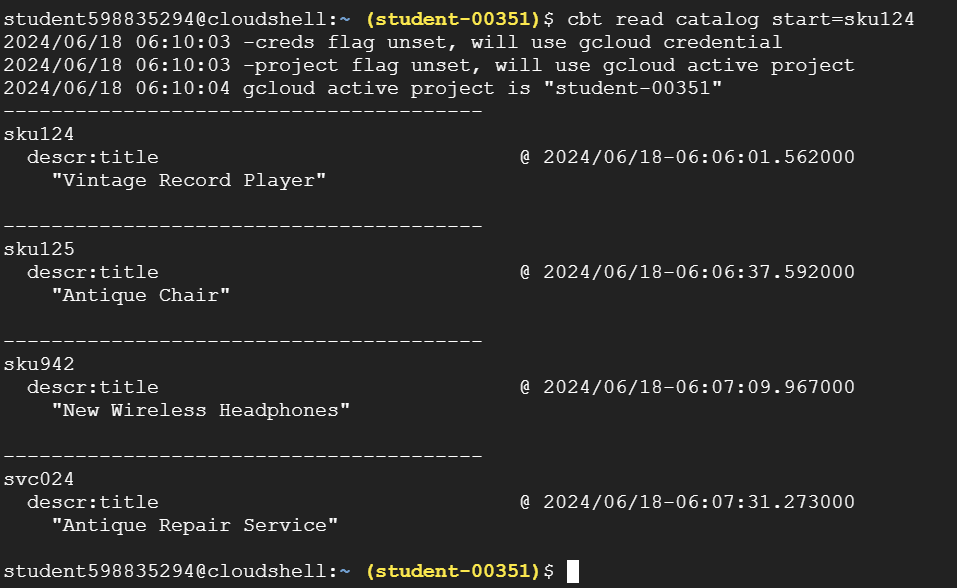 student598835294@cloudshell:~ (student-00351)$ cbt read catalog start=sku124
2024/06/18 06:10:03 -creds flag unset, will use gcloud credential
2024/06/18 06:10:03 -project flag unset, will use gcloud active project
2024/06/18 06:10:04 gcloud active project is "student-00351"
----------------------------------------
sku124
  descr:title                              @ 2024/06/18-06:06:01.562000
    "Vintage Record Player"
----------------------------------------
sku125
  descr:title                              @ 2024/06/18-06:06:37.592000
    "Antique Chair"
----------------------------------------
sku942
  descr:title                              @ 2024/06/18-06:07:09.967000
    "New Wireless Headphones"
----------------------------------------
svc024
  descr:title                              @ 2024/06/18-06:07:31.273000
    "Antique Repair Service"
student598835294@cloudshell:~ (student-00351)$